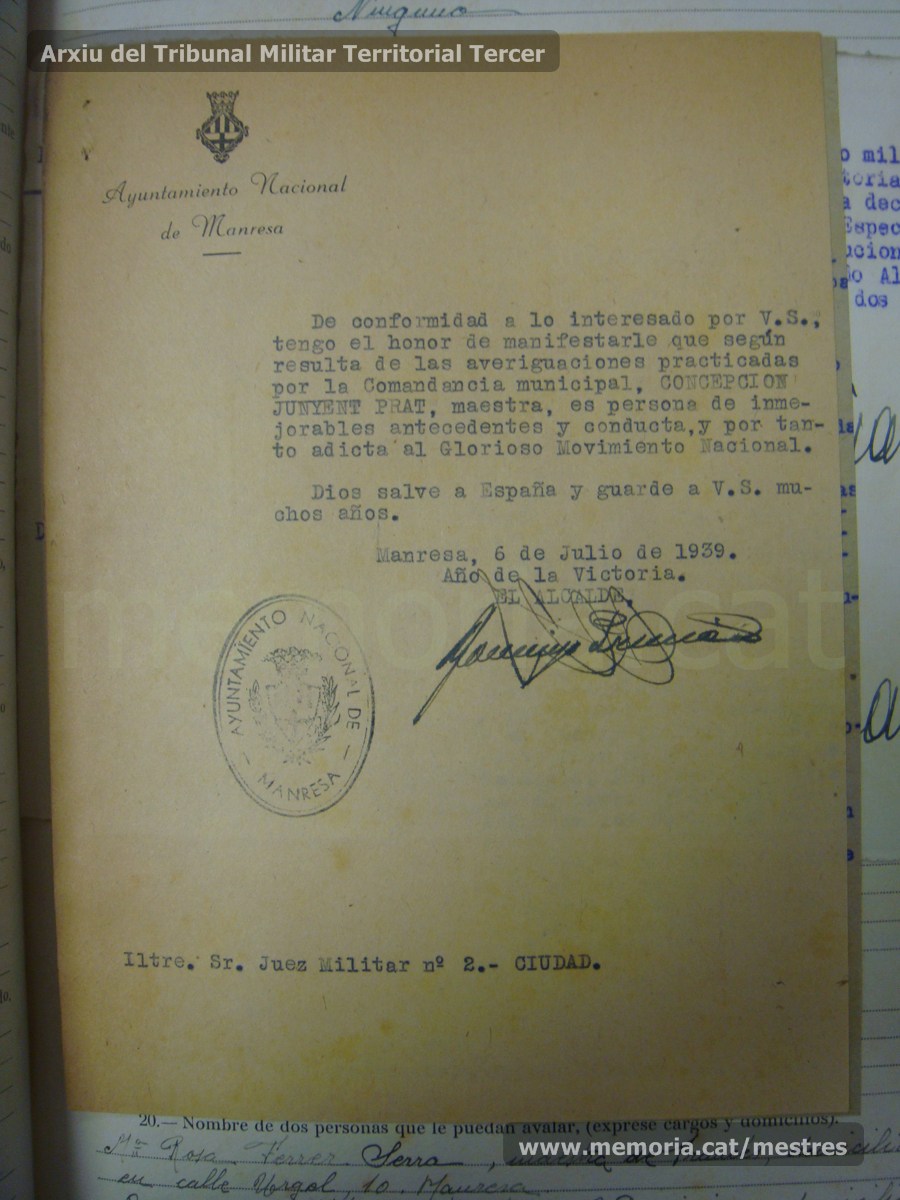 Ninguno
Arxiu del Tribunal Militar Territorial Tercer
Ayuntamiento Nacional
de Manresa
De conformidad a lo interesado por V.S.,
tengo el honor de manifestarle que según
resulta de las averiguaciones practicadas
por la Comandancia municipal, CONCEPCION
JUNYENT PRAT, maestra, es persona de inme-
jorables antecedentes y conducta, y por tan-
to adicta al Glorioso Movimiento Nacional.
Dios salve a España y guarde a V.S. mu-
chos años.
Manresa, 6 de Julio de 1939.
Año de la Victoria.
EL ALCALDE,
AYUNTAMIENTO NACIONAL DE
MANRESA
memoria.cat
Iltre. Sr. Juez Militar nº 2.- CIUDAD.
20.— Nombre de dos personas que le puedan avalar, (exprese cargos y domicilios).
Mª Rosa Ferrer Serra, maestra de
en calle Urgel, 10. Manresa
www.memoria.cat/mestres